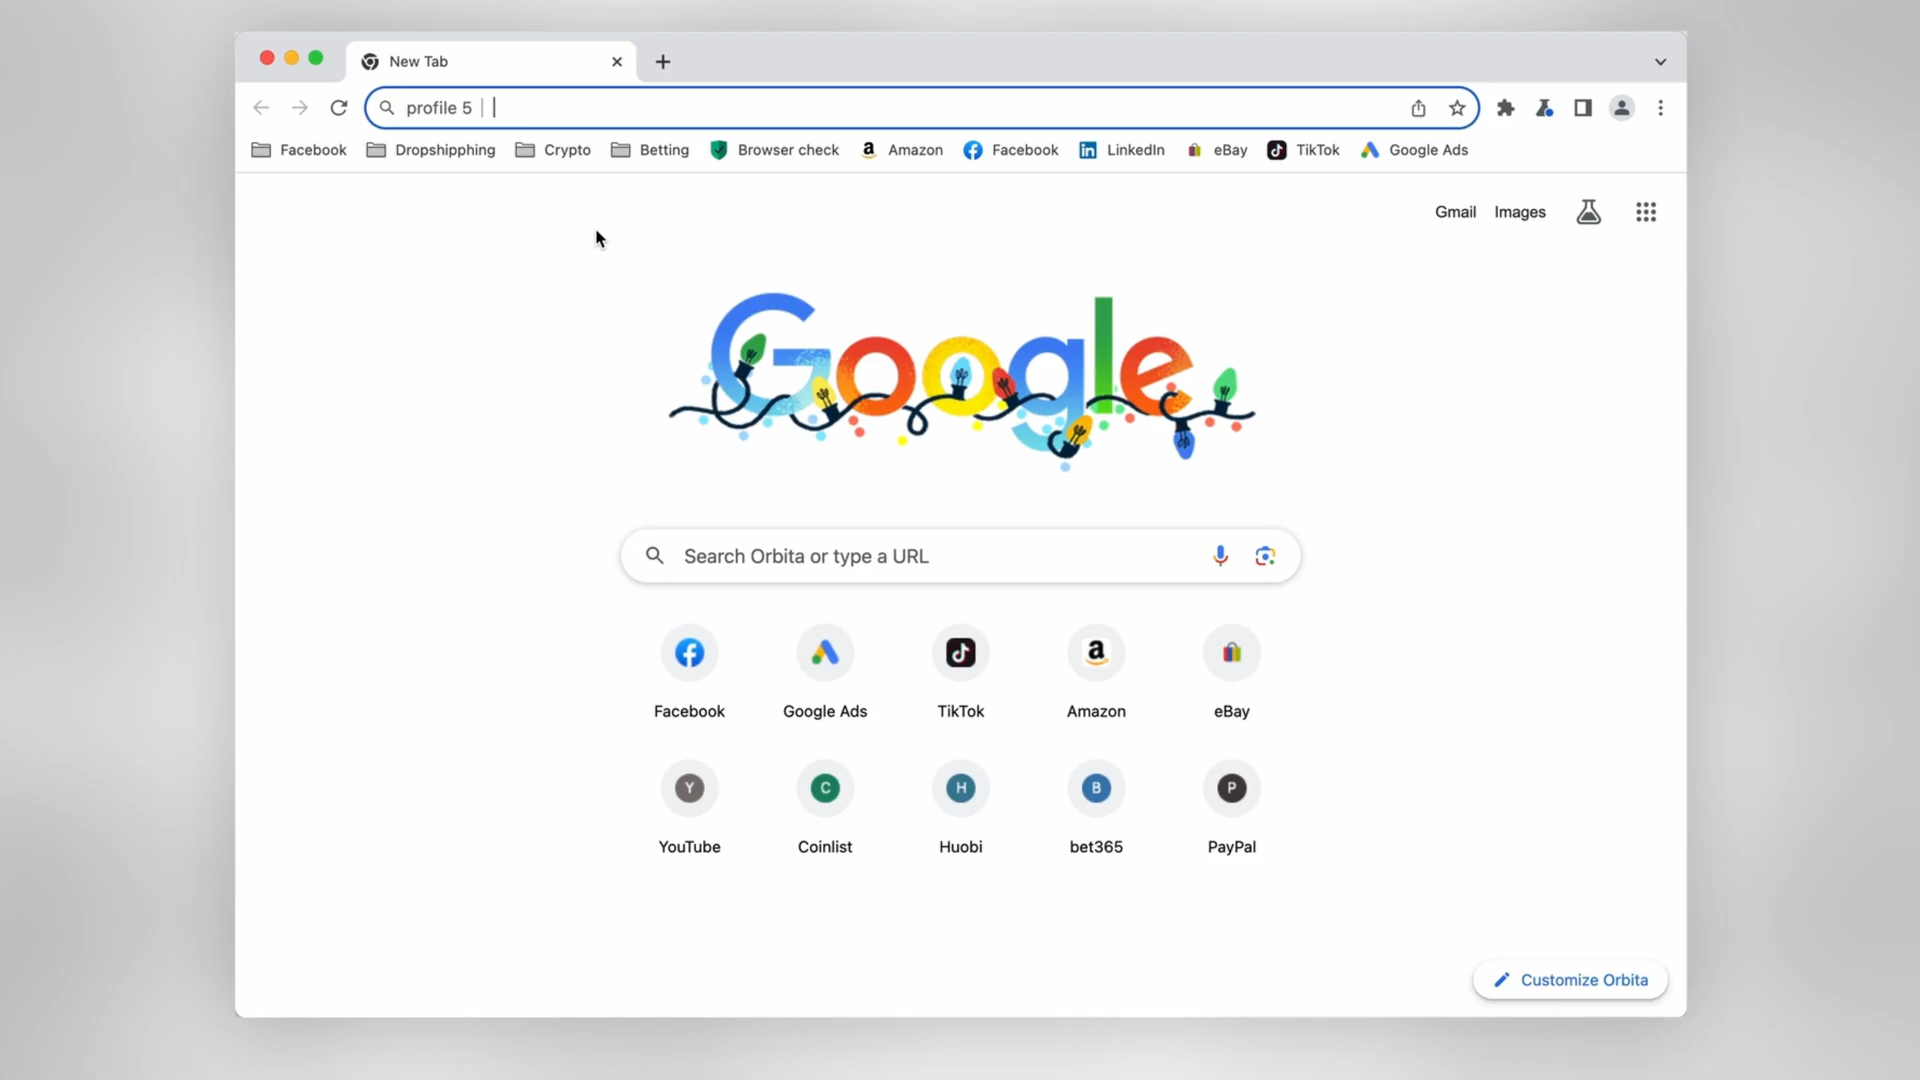 New Tab
profile 5 |
Facebook Dropshipphing Crypto Betting Browser check Amazon Facebook LinkedIn eBay TikTok Google Ads
Gmail Images
Google
Search Orbita or type a URL
Facebook Google Ads TikTok Amazon eBay
Y C H B P
YouTube Coinlist Huobi bet365 PayPal
Customize Orbita